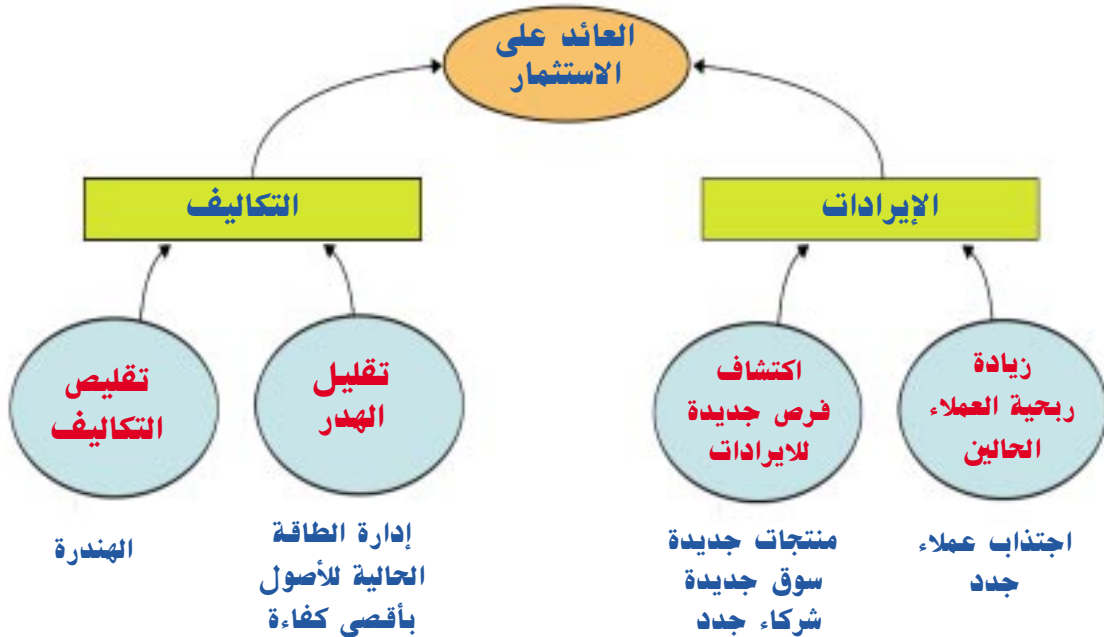 العائد على
الاستثمار
الإيرادات
التكاليف
زيادة
ربحية العملاء
الحالين
اكتشاف
فرص جديدة
للايرادات
تقليل
الهدر
تقليص
التكاليف
اجتذاب عملاء
جدد
منتجات جديدة
سوق جديدة
شركاء جدد
إدارة الطاقة
الحالية للأصول
بأقصى كفاءة
الهندرة